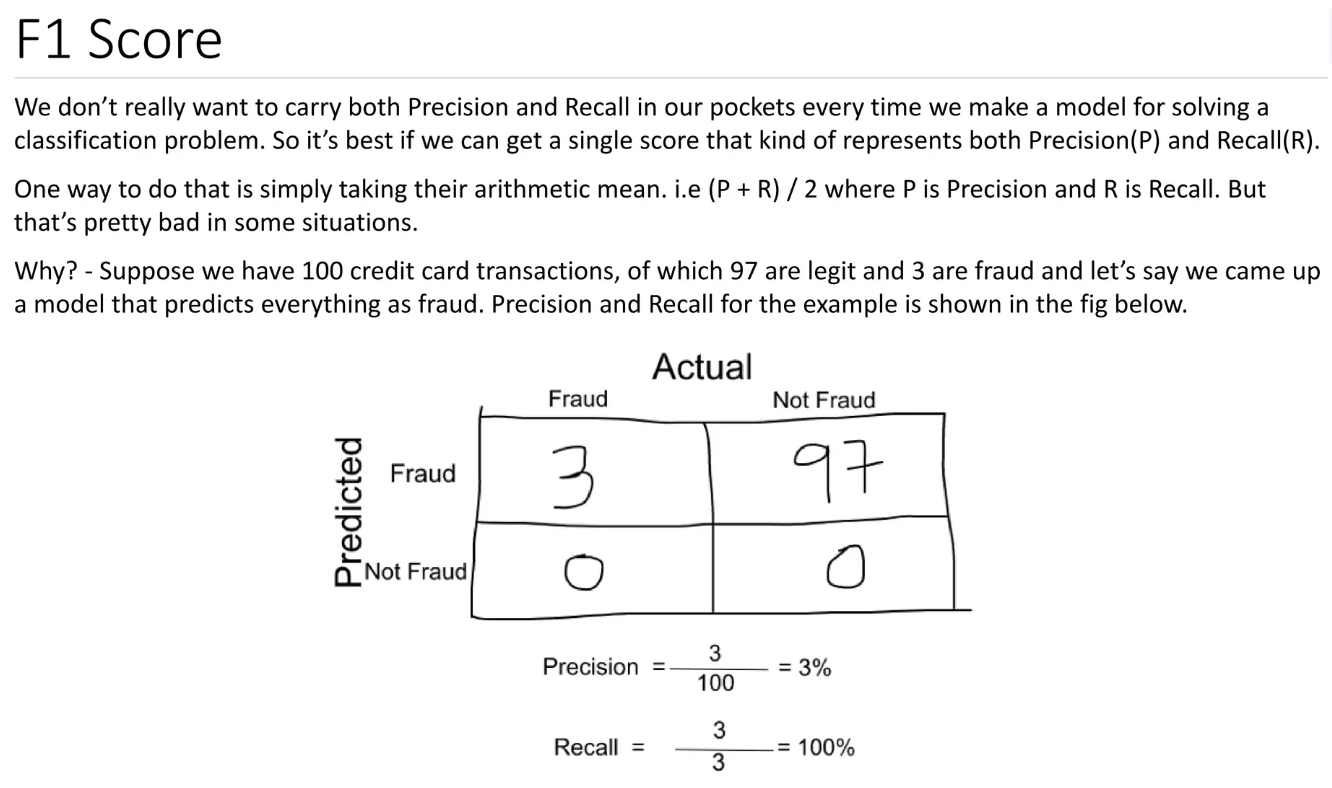 F1 Score
We don’t really want to carry both Precision and Recall in our pockets every time we make a model for solving a
classification problem. So it’s best if we can get a single score that kind of represents both Precision(P) and Recall(R).
One way to do that is simply taking their arithmetic mean. i.e (P + R) / 2 where P is Precision and R is Recall. But
that’s pretty bad in some situations.
Why? - Suppose we have 100 credit card transactions, of which 97 are legit and 3 are fraud and let’s say we came up
a model that predicts everything as fraud. Precision and Recall for the example is shown in the fig below.
Actual
Fraud Not Fraud
Predicted
Fraud 3 97
Not Fraud 0 0
Precision = 3 / 100 = 3%
Recall = 3 / 3 = 100%